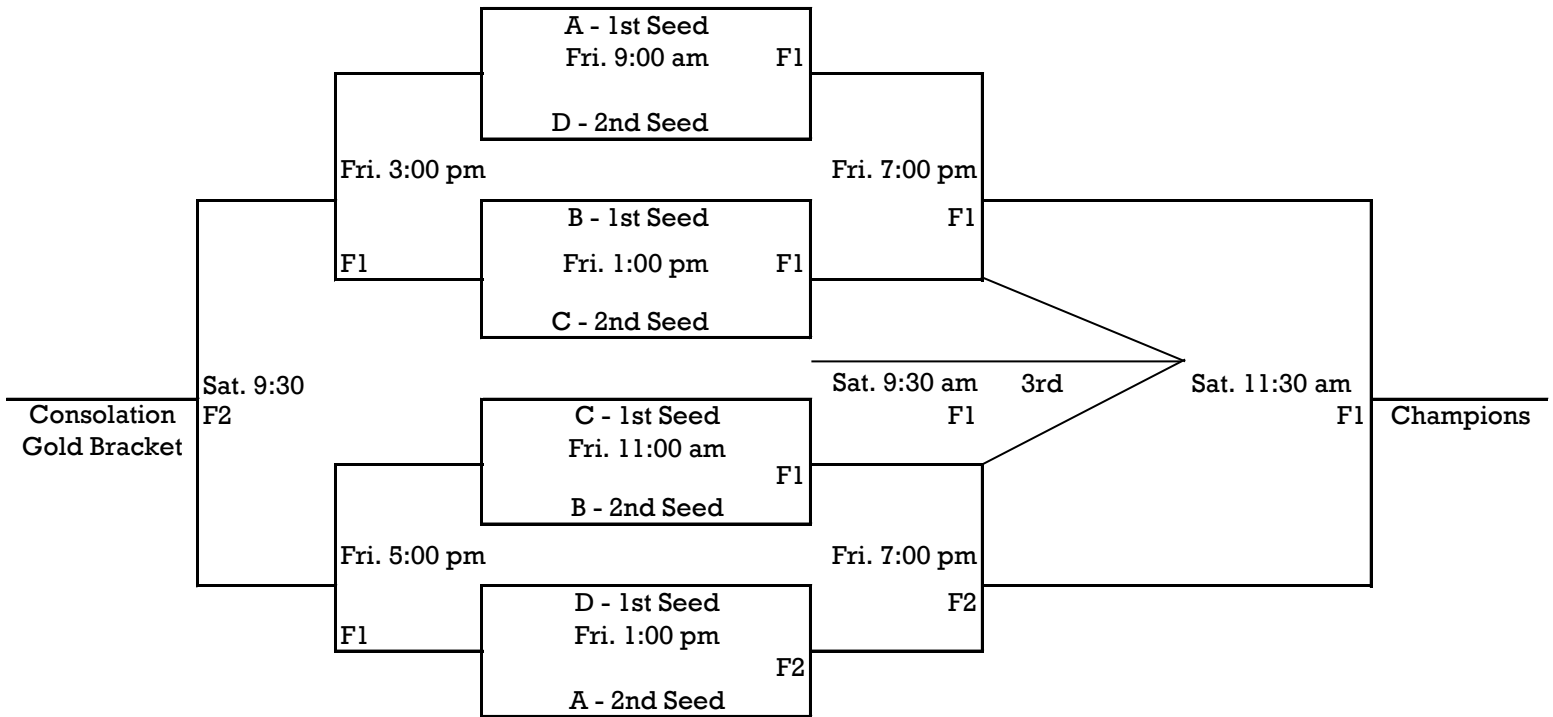 A - 1st Seed
Fri. 9:00 am F1
D - 2nd Seed
Fri. 3:00 pm
Fri. 7:00 pm
B - 1st Seed
F1
F1
Fri. 1:00 pm F1
C - 2nd Seed
Sat. 9:30 am 3rd
Sat. 11:30 am
Sat. 9:30
F2
Consolation
Gold Bracket
C - 1st Seed
F1
F1
Champions
Fri. 11:00 am
F1
B - 2nd Seed
Fri. 5:00 pm
Fri. 7:00 pm
D - 1st Seed
F2
F1
Fri. 1:00 pm
F2
A - 2nd Seed